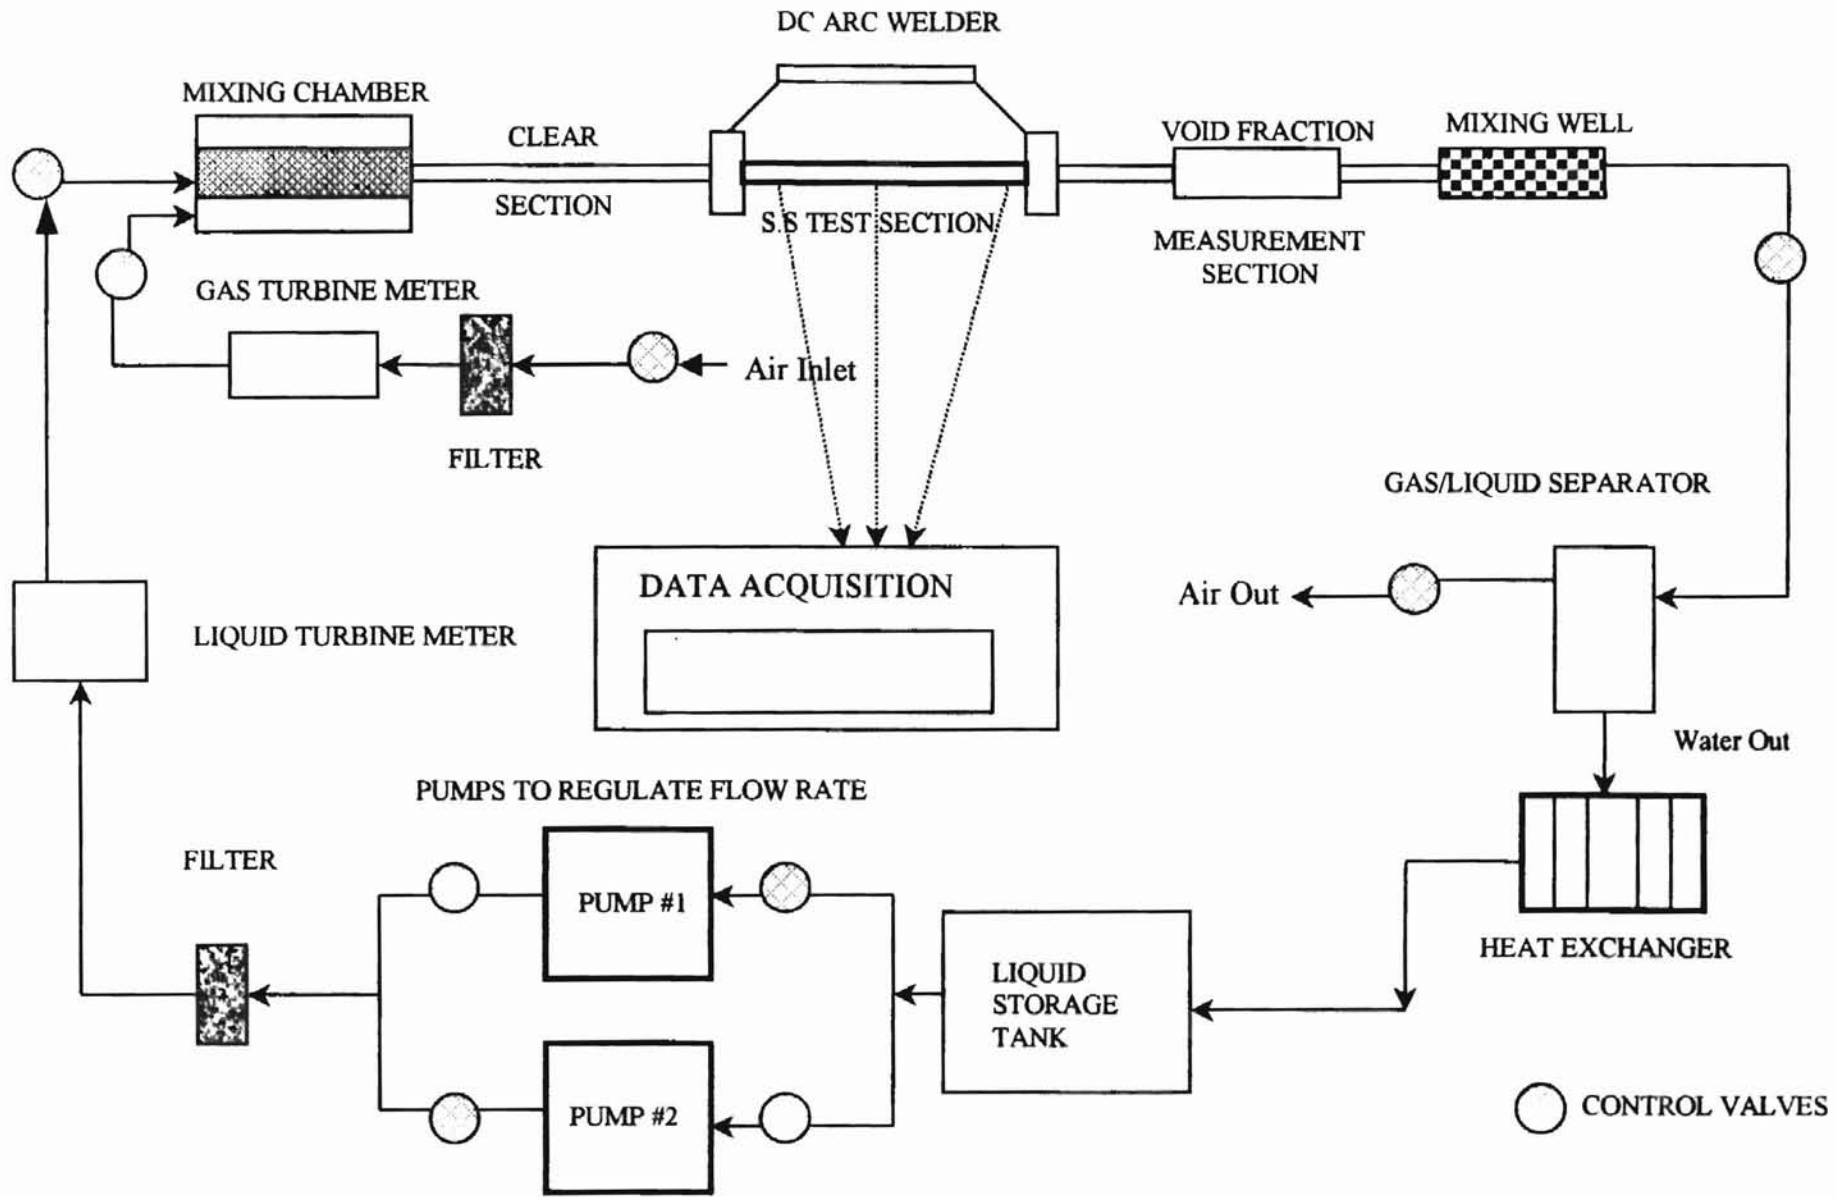 DC ARC WELDER
MIXING CHAMBER
CLEAR
SECTION
S.S TEST SECTION
VOID FRACTION
MEASUREMENT
SECTION
MIXING WELL
GAS TURBINE METER
Air Inlet
FILTER
GAS/LIQUID SEPARATOR
DATA ACQUISITION
Air Out
LIQUID TURBINE METER
Water Out
PUMPS TO REGULATE FLOW RATE
FILTER
PUMP #1
HEAT EXCHANGER
LIQUID
STORAGE
TANK
PUMP #2
CONTROL VALVES